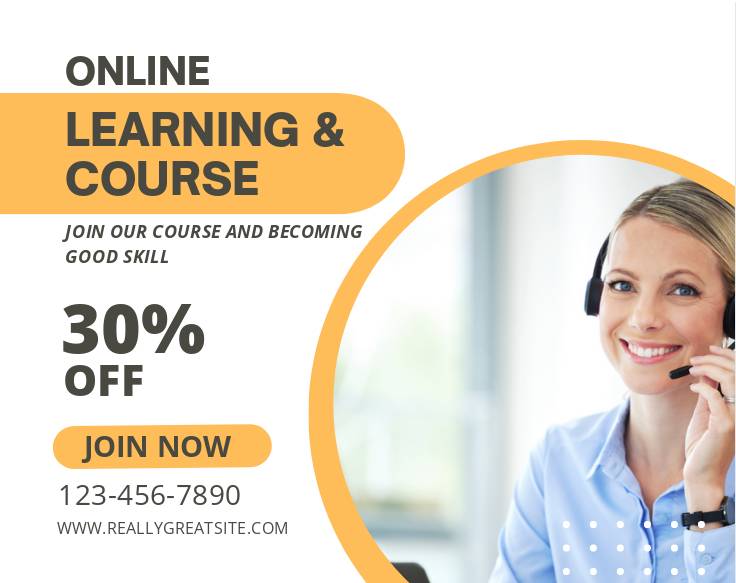 ONLINE
LEARNING &
COURSE
JOIN OUR COURSE AND BECOMING
GOOD SKILL
30%
OFF
JOIN NOW
123-456-7890
WWW.REALLYGREATSITE.COM